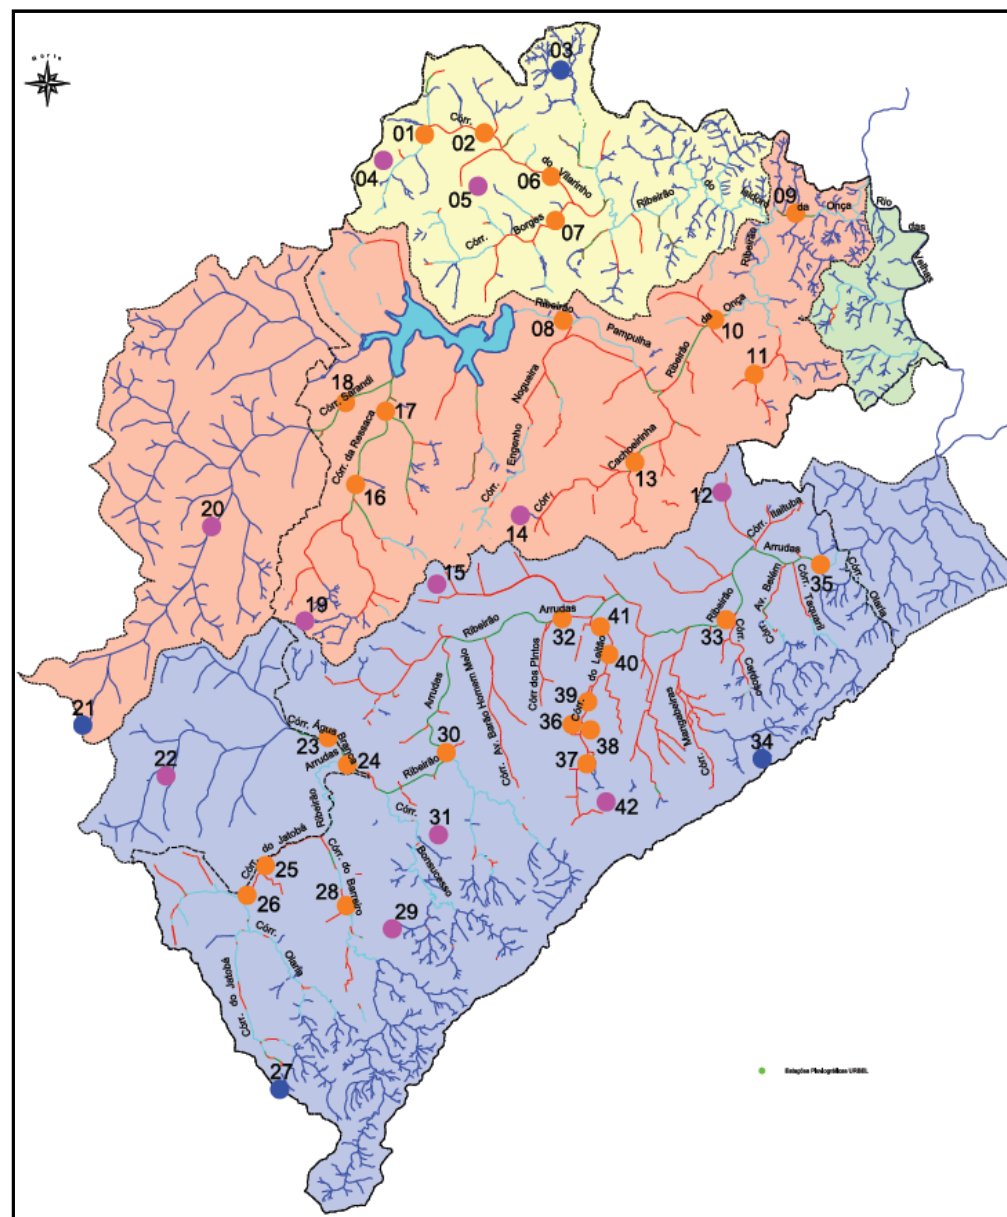 Norte
03
01
Córr.
02
04
05
06
do Vilarinho
07
Córr. Borges
Ribeirão
do
Isidoro
09
da
Onça
Ribeirão
Rio
das
Velhas
Ribeirão
08
Pampulha
da Onça
10
Ribeirão
11
18
Córr. Sarandi
17
Córr. da Ressaca
16
Nogueira
Engenho
Córr.
Cachoeirinha
13
Córr.
14
12
20
19
15
Córr. Itaituba
Arrudas
35
Córr.
Olaria
Córr. Av. Belém
Córr. Taquaril
Ribeirão
33
Córr.
Cardoso
Ribeirão
Arrudas
32
41
40
Córr dos Pintos
Córr. do Leitão
39
36
38
37
42
Córr. Mangabeiras
34
Arrudas
Córr. Av. Barão Homem Melo
21
22
Córr. Água Branca
23
Arrudas
24
Ribeirão
30
Ribeirão
Córr.
31
Bonsucesso
Córr. do Jatobá
25
26
Córr. do Barreiro
28
29
Córr.
Olaria
Córr. do Jatobá
27
Estações Pluviográficas URBEL